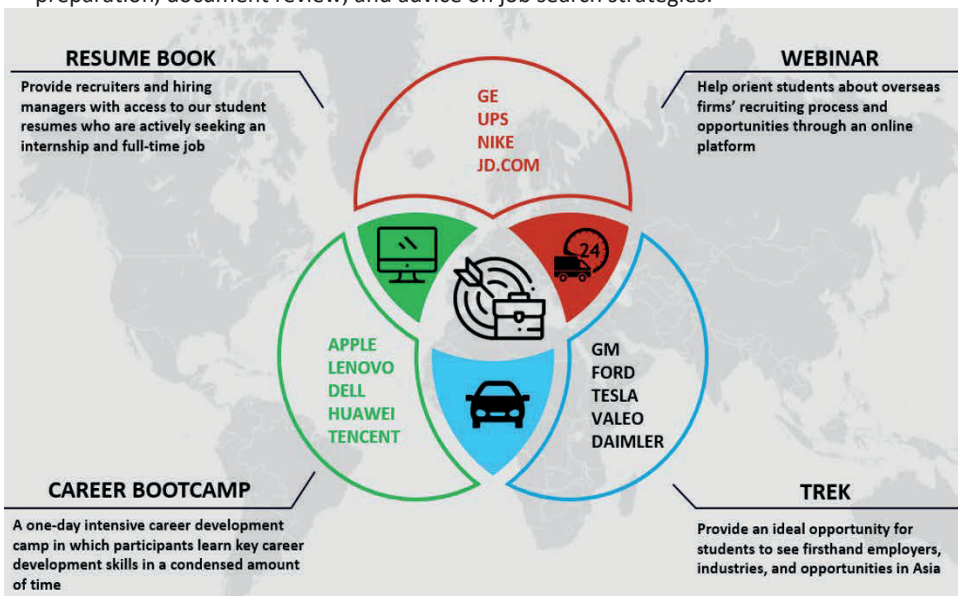 preparation, document review, and advice on job search strategies.
RESUME BOOK
Provide recruiters and hiring
managers with access to our student
resumes who are actively seeking an
internship and full-time job
WEBINAR
Help orient students about overseas
firms' recruiting process and
opportunities through an online
platform
GE
UPS
NIKE
JD.COM
24
APPLE
LENOVO
DELL
HUAWEI
TENCENT
GM
FORD
TESLA
VALEO
DAIMLER
CAREER BOOTCAMP
A one-day intensive career development
camp in which participants learn key career
development skills in a condensed amount
of time
TREK
Provide an ideal opportunity for
students to see firsthand employers,
industries, and opportunities in Asia